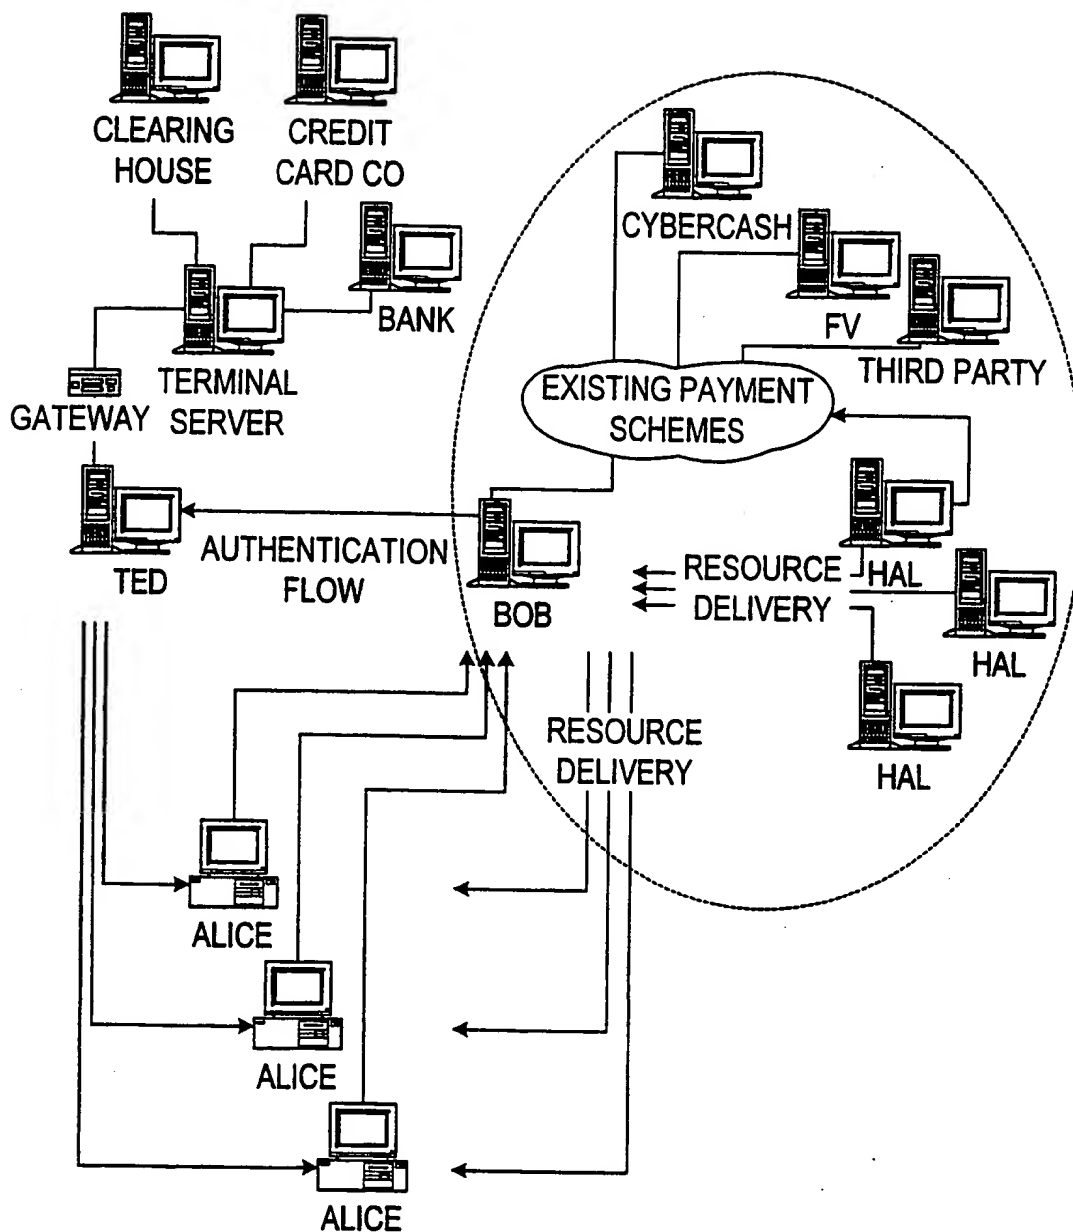 CLEARING
HOUSE
CREDIT
CARD CO
CYBERCASH
BANK
FV
THIRD PARTY
TERMINAL
SERVER
GATEWAY
EXISTING PAYMENT
SCHEMES
TED
AUTHENTICATION
FLOW
BOB
RESOURCE
DELIVERY
HAL
HAL
HAL
RESOURCE
DELIVERY
ALICE
ALICE
ALICE